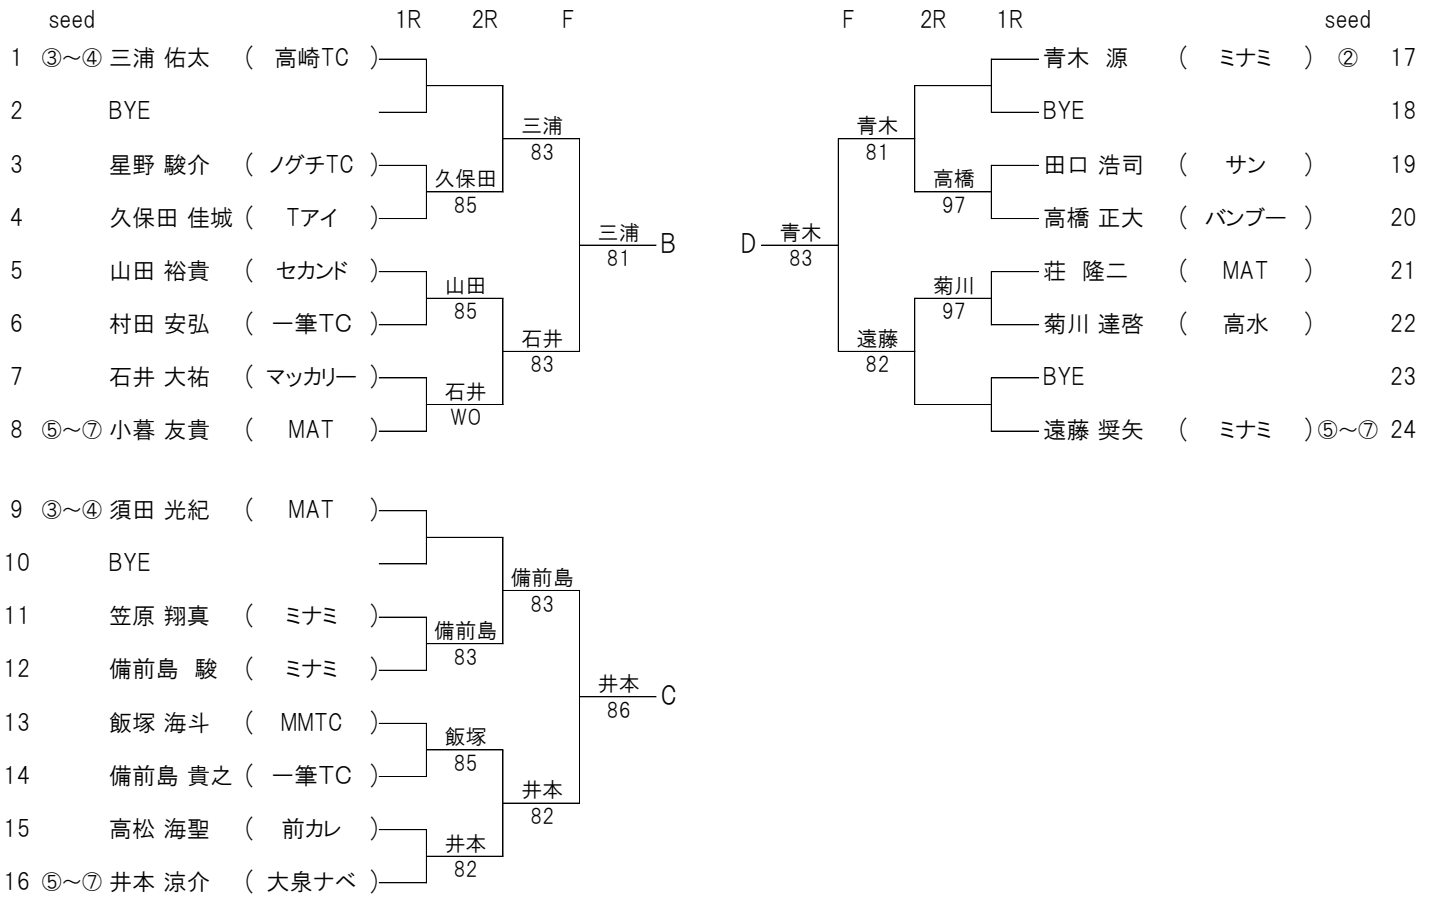 seed 1R 2R F
1 ③～④ 三浦 佑太 ( 高崎TC )
2 BYE
三浦
83
3 星野 駿介 ( ノグチTC )
久保田
85
4 久保田 佳城 ( Tアイ )
三浦 B
81
5 山田 裕貴 ( セカンド )
山田
85
6 村田 安弘 ( 一筆TC )
石井
83
7 石井 大祐 ( マッカリー )
石井
WO
8 ⑤～⑦ 小暮 友貴 ( MAT )
9 ③～④ 須田 光紀 ( MAT )
10 BYE
備前島
83
11 笠原 翔真 ( ミナミ )
備前島
83
12 備前島 駿 ( ミナミ )
井本 C
86
13 飯塚 海斗 ( MMTC )
飯塚
85
14 備前島 貴之 ( 一筆TC )
井本
82
15 高松 海聖 ( 前カレ )
井本
82
16 ⑤～⑦ 井本 涼介 ( 大泉ナベ )
F 2R 1R seed
青木 源 ( ミナミ ) ② 17
BYE 18
青木
81
田口 浩司 ( サン ) 19
高橋
97
高橋 正大 ( バンブー ) 20
D 青木
83
荘 隆二 ( MAT ) 21
菊川
97
菊川 達啓 ( 高水 ) 22
遠藤
82
BYE 23
遠藤 奨矢 ( ミナミ ) ⑤～⑦ 24